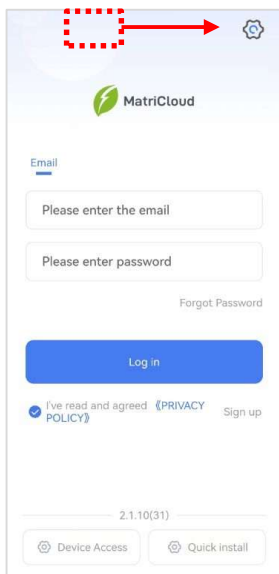 MatriCloud
Email
Please enter the email
Please enter password
Forgot Password
Log in
I've read and agreed 《PRIVACY
POLICY》
Sign up
2.1.10(31)
Device Access
Quick install